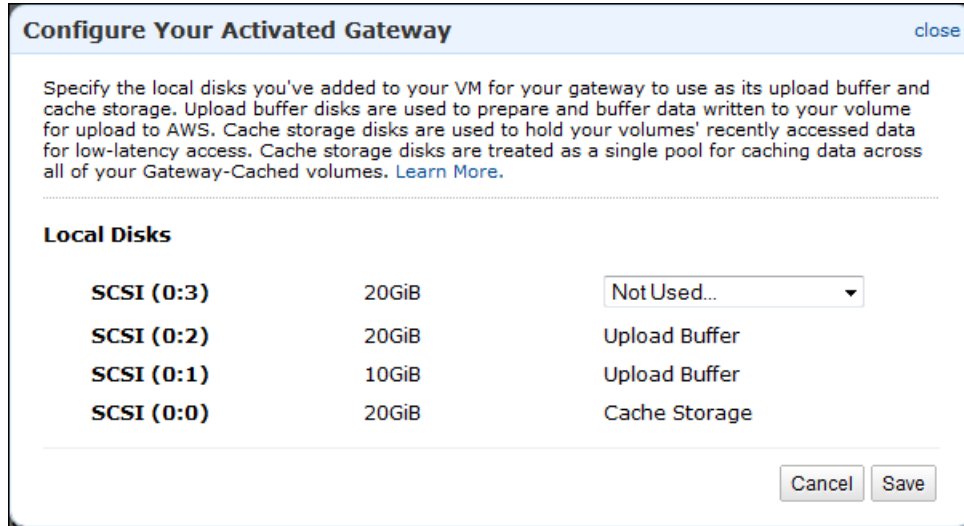 Configure Your Activated Gateway close
Specify the local disks you've added to your VM for your gateway to use as its upload buffer and
cache storage. Upload buffer disks are used to prepare and buffer data written to your volume
for upload to AWS. Cache storage disks are used to hold your volumes' recently accessed data
for low-latency access. Cache storage disks are treated as a single pool for caching data across
all of your Gateway-Cached volumes. Learn More.
Local Disks
SCSI (0:3) 20GiB Not Used...
SCSI (0:2) 20GiB Upload Buffer
SCSI (0:1) 10GiB Upload Buffer
SCSI (0:0) 20GiB Cache Storage
Cancel Save